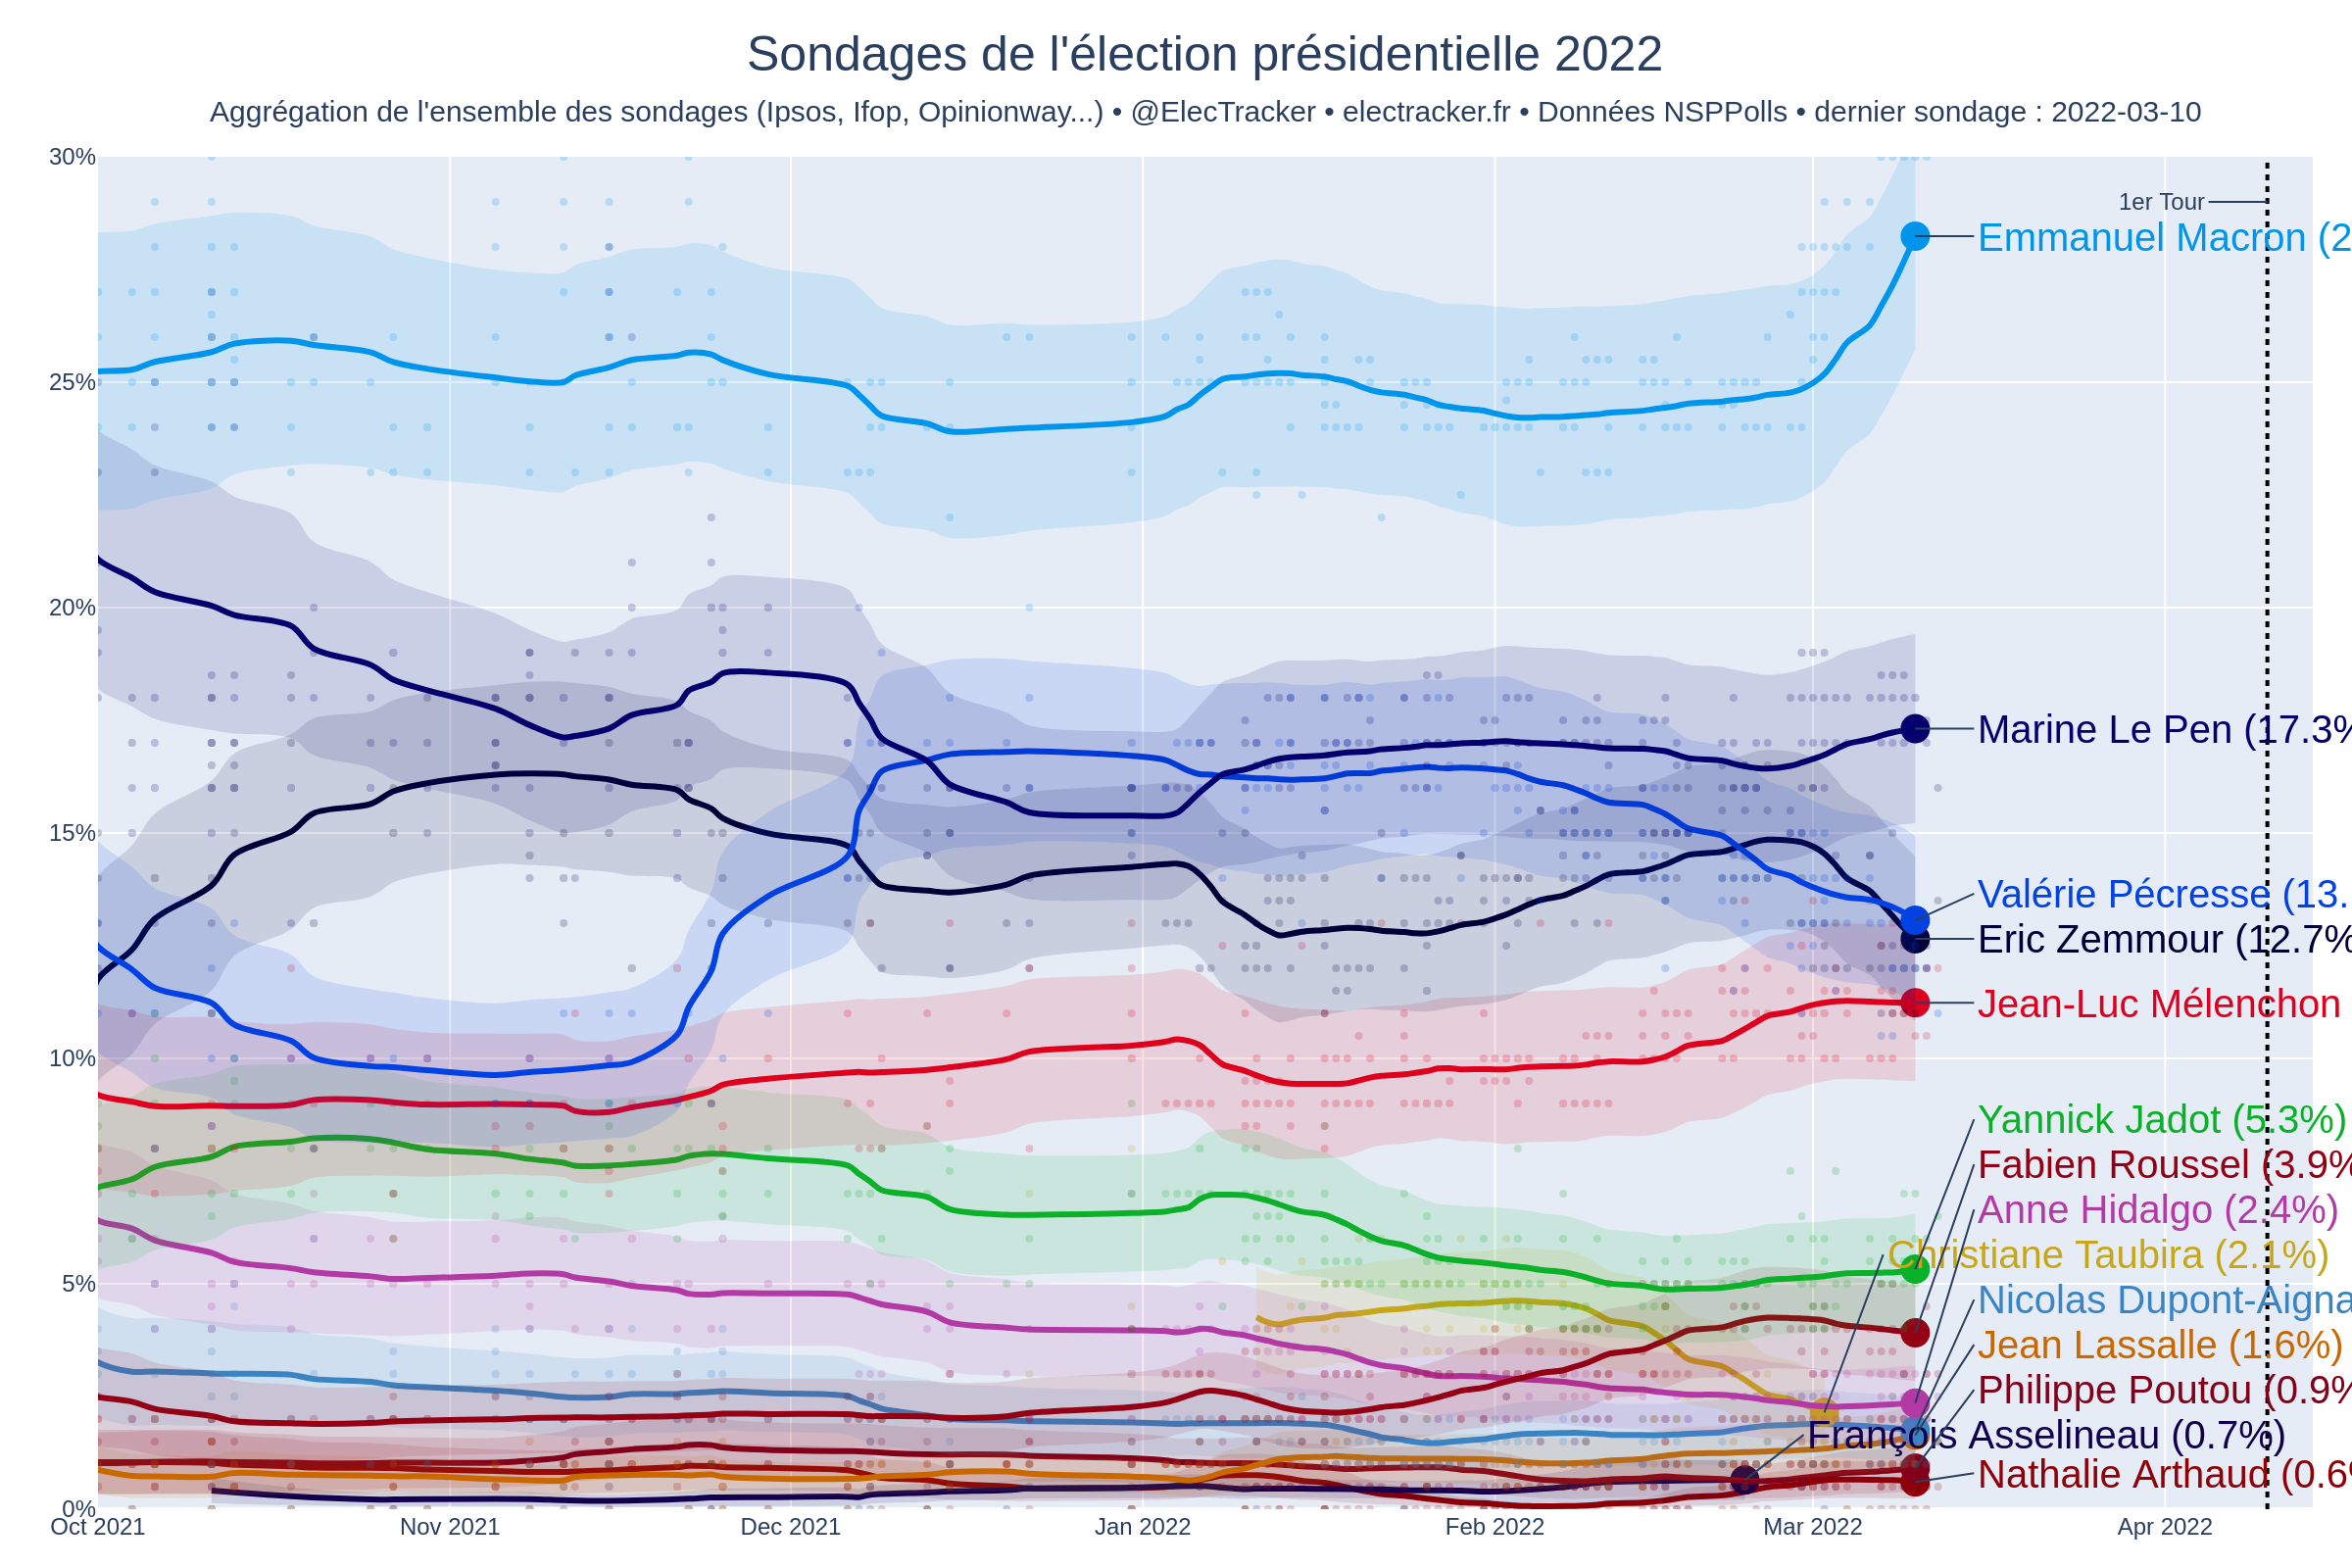 Sondages de l'élection présidentielle 2022
Aggrégation de l'ensemble des sondages (Ipsos, Ifop, Opinionway...) • @ElecTracker • electracker.fr • Données NSPPolls • dernier sondage : 2022-03-10
30%
25%
20%
15%
10%
5%
0%
1er Tour
Emmanuel Macron (2
Marine Le Pen (17.3%
Valérie Pécresse (13.
Eric Zemmour (12.7%
Jean-Luc Mélenchon
Yannick Jadot (5.3%)
Fabien Roussel (3.9%
Anne Hidalgo (2.4%)
Christiane Taubira (2.1%)
Nicolas Dupont-Aigna
Jean Lassalle (1.6%)
Philippe Poutou (0.9%
François Asselineau (0.7%)
Nathalie Arthaud (0.6%
Oct 2021
Nov 2021
Dec 2021
Jan 2022
Feb 2022
Mar 2022
Apr 2022